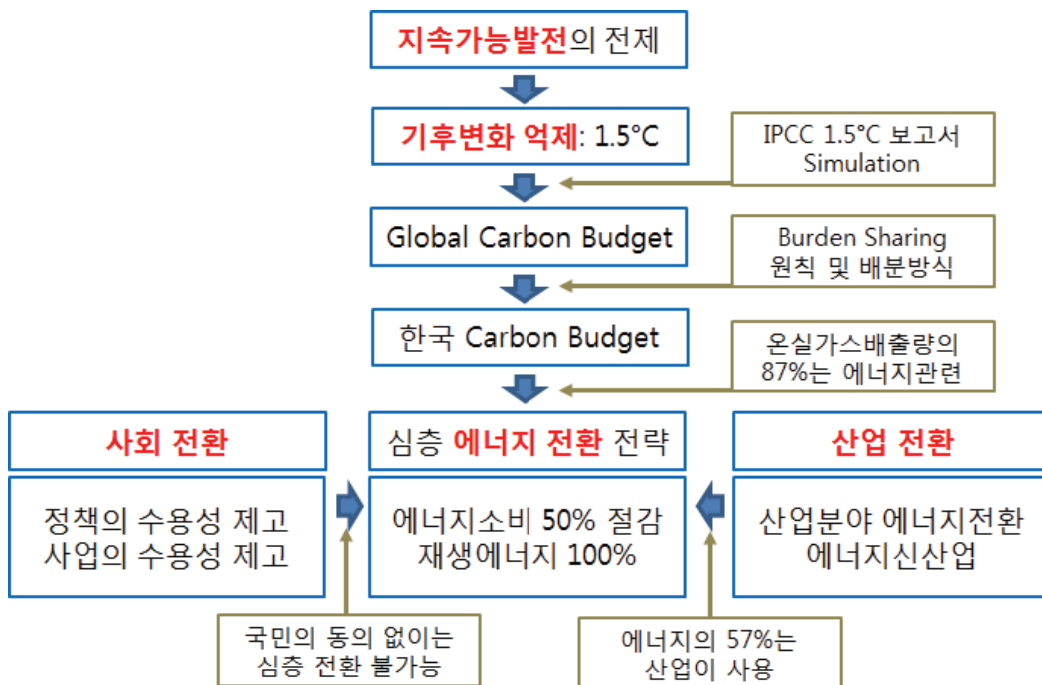 지속가능발전의 전제
기후변화 억제: 1.5°C
IPCC 1.5°C 보고서
Simulation
Global Carbon Budget
Burden Sharing
원칙 및 배분방식
한국 Carbon Budget
온실가스배출량의
87%는 에너지관련
사회 전환
심층 에너지 전환 전략
산업 전환
정책의 수용성 제고
사업의 수용성 제고
에너지소비 50% 절감
재생에너지 100%
산업분야 에너지전환
에너지신산업
국민의 동의 없이는
심층 전환 불가능
에너지의 57%는
산업이 사용